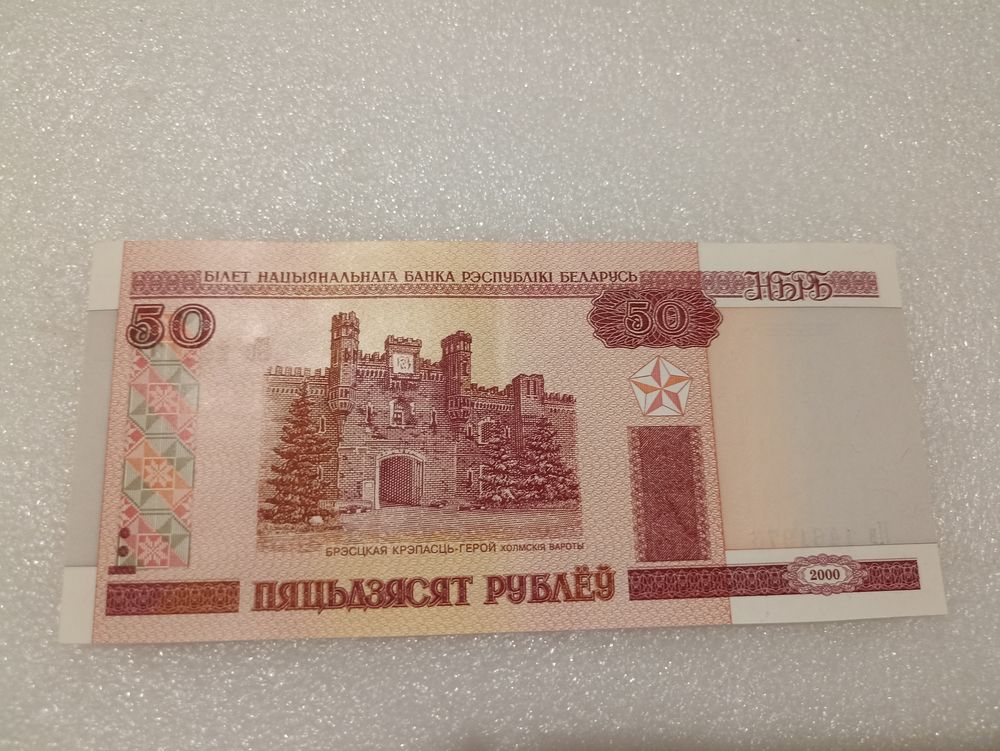 БІЛЕТ НАЦЫЯНАЛЬНАГА БАНКА РЭСПУБЛІКІ БЕЛАРУСЬ
НБРБ
50
50
БРЭСЦКАЯ КРЭПАСЦЬ-ГЕРОЙ ХОЛМСКІЯ ВАРОТЫ
ПЯЦЬДЗЯСЯТ РУБЛЁЎ
2000